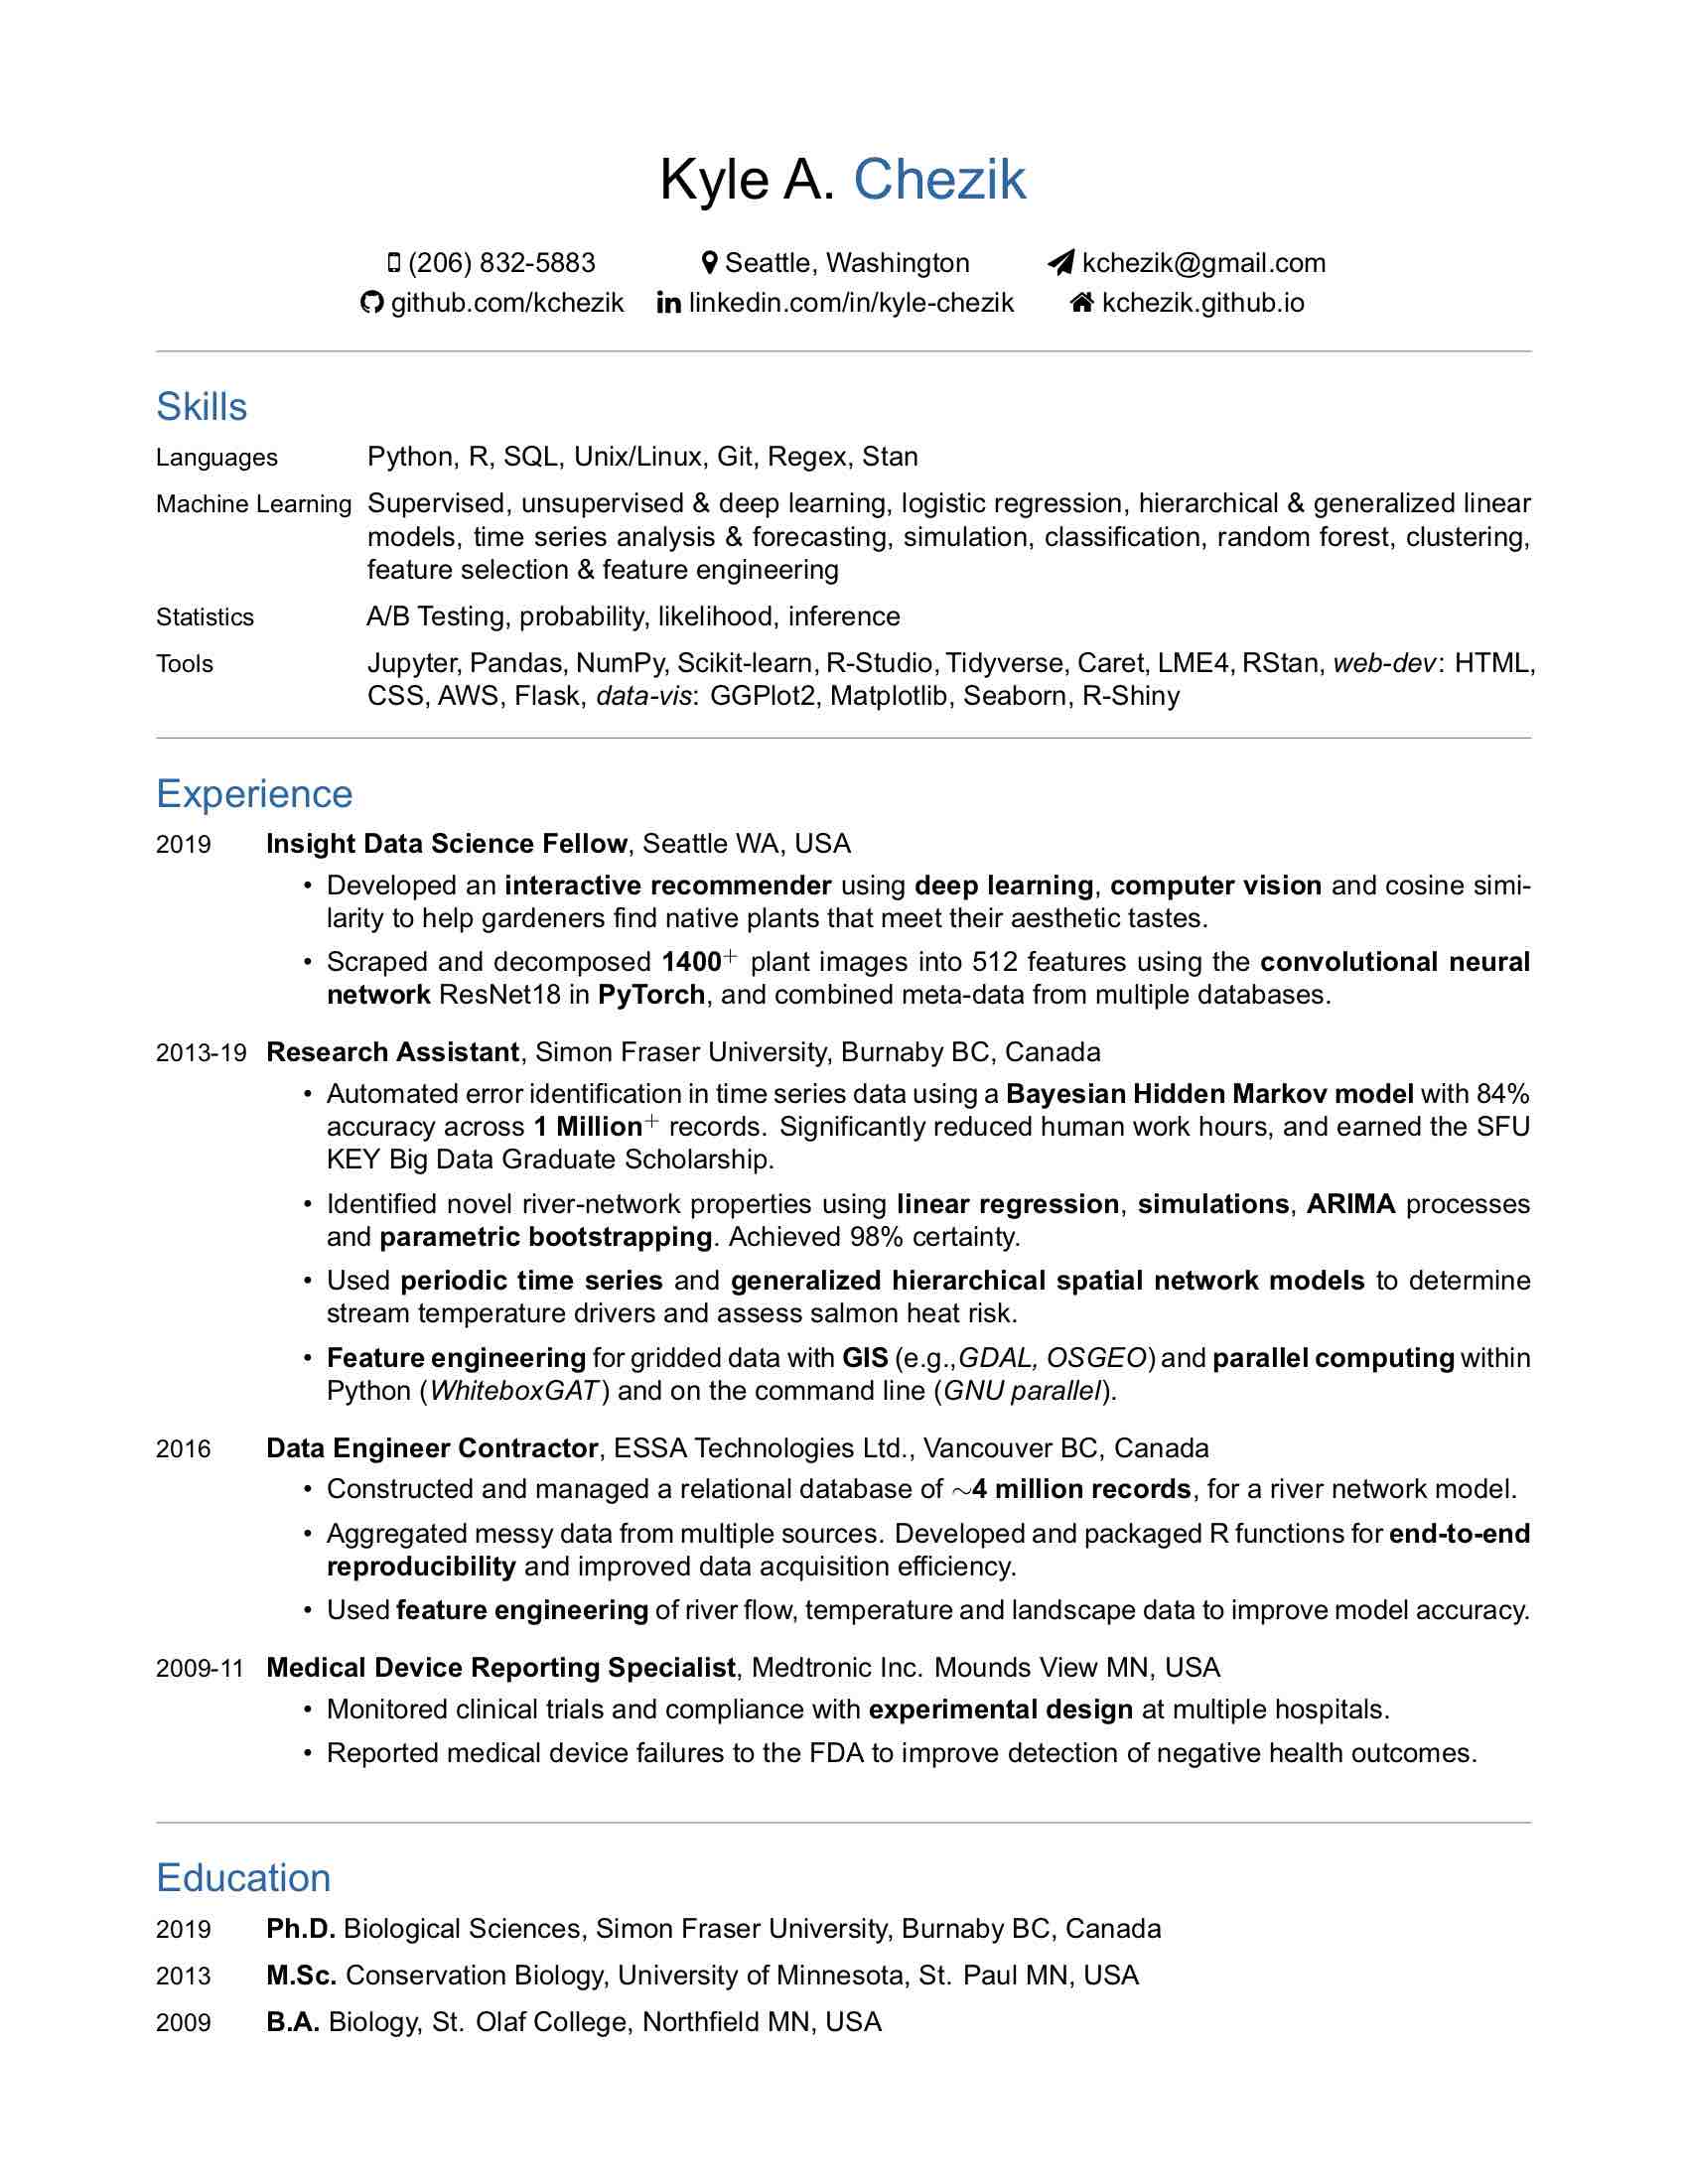 Kyle A. Chezik
(206) 832-5883 Seattle, Washington kchezik@gmail.com
github.com/kchezik linkedin.com/in/kyle-chezik kchezik.github.io
Skills
Languages Python, R, SQL, Unix/Linux, Git, Regex, Stan
Machine Learning Supervised, unsupervised & deep learning, logistic regression, hierarchical & generalized linear
models, time series analysis & forecasting, simulation, classification, random forest, clustering,
feature selection & feature engineering
Statistics A/B Testing, probability, likelihood, inference
Tools Jupyter, Pandas, NumPy, Scikit-learn, R-Studio, Tidyverse, Caret, LME4, RStan, web-dev: HTML,
CSS, AWS, Flask, data-vis: GGPlot2, Matplotlib, Seaborn, R-Shiny
Experience
2019 Insight Data Science Fellow, Seattle WA, USA
• Developed an interactive recommender using deep learning, computer vision and cosine simi-
larity to help gardeners find native plants that meet their aesthetic tastes.
• Scraped and decomposed 1400+ plant images into 512 features using the convolutional neural
network ResNet18 in PyTorch, and combined meta-data from multiple databases.
2013-19 Research Assistant, Simon Fraser University, Burnaby BC, Canada
• Automated error identification in time series data using a Bayesian Hidden Markov model with 84%
accuracy across 1 Million+ records. Significantly reduced human work hours, and earned the SFU
KEY Big Data Graduate Scholarship.
• Identified novel river-network properties using linear regression, simulations, ARIMA processes
and parametric bootstrapping. Achieved 98% certainty.
• Used periodic time series and generalized hierarchical spatial network models to determine
stream temperature drivers and assess salmon heat risk.
• Feature engineering for gridded data with GIS (e.g.,GDAL, OSGEO) and parallel computing within
Python (WhiteboxGAT) and on the command line (GNU parallel).
2016 Data Engineer Contractor, ESSA Technologies Ltd., Vancouver BC, Canada
• Constructed and managed a relational database of ~4 million records, for a river network model.
• Aggregated messy data from multiple sources. Developed and packaged R functions for end-to-end
reproducibility and improved data acquisition efficiency.
• Used feature engineering of river flow, temperature and landscape data to improve model accuracy.
2009-11 Medical Device Reporting Specialist, Medtronic Inc. Mounds View MN, USA
• Monitored clinical trials and compliance with experimental design at multiple hospitals.
• Reported medical device failures to the FDA to improve detection of negative health outcomes.
Education
2019 Ph.D. Biological Sciences, Simon Fraser University, Burnaby BC, Canada
2013 M.Sc. Conservation Biology, University of Minnesota, St. Paul MN, USA
2009 B.A. Biology, St. Olaf College, Northfield MN, USA